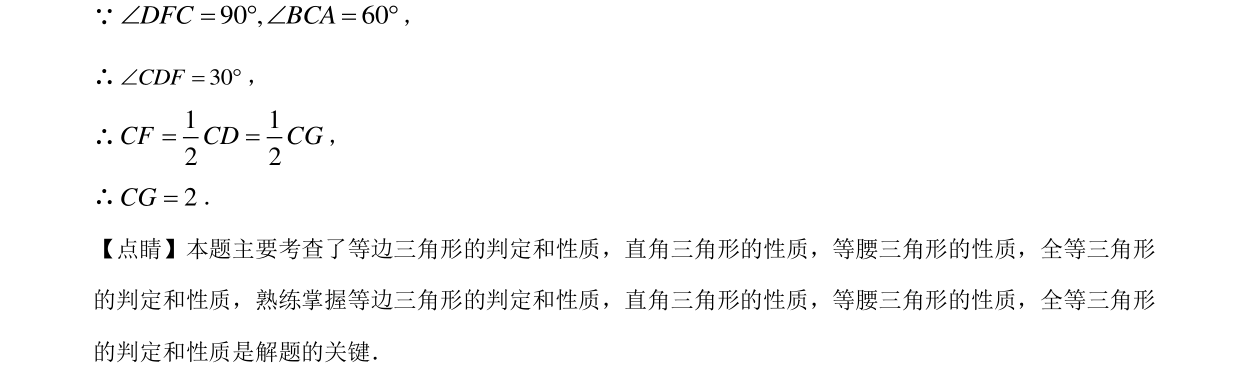 ∵ ∠DFC = 90°, ∠BCA = 60°，
∴ ∠CDF = 30°，
∴ CF = 1/2 CD = 1/2 CG，
∴ CG = 2．
【点睛】本题主要考查了等边三角形的判定和性质，直角三角形的性质，等腰三角形的性质，全等三角形
的判定和性质，熟练掌握等边三角形的判定和性质，直角三角形的性质，等腰三角形的性质，全等三角形
的判定和性质是解题的关键．